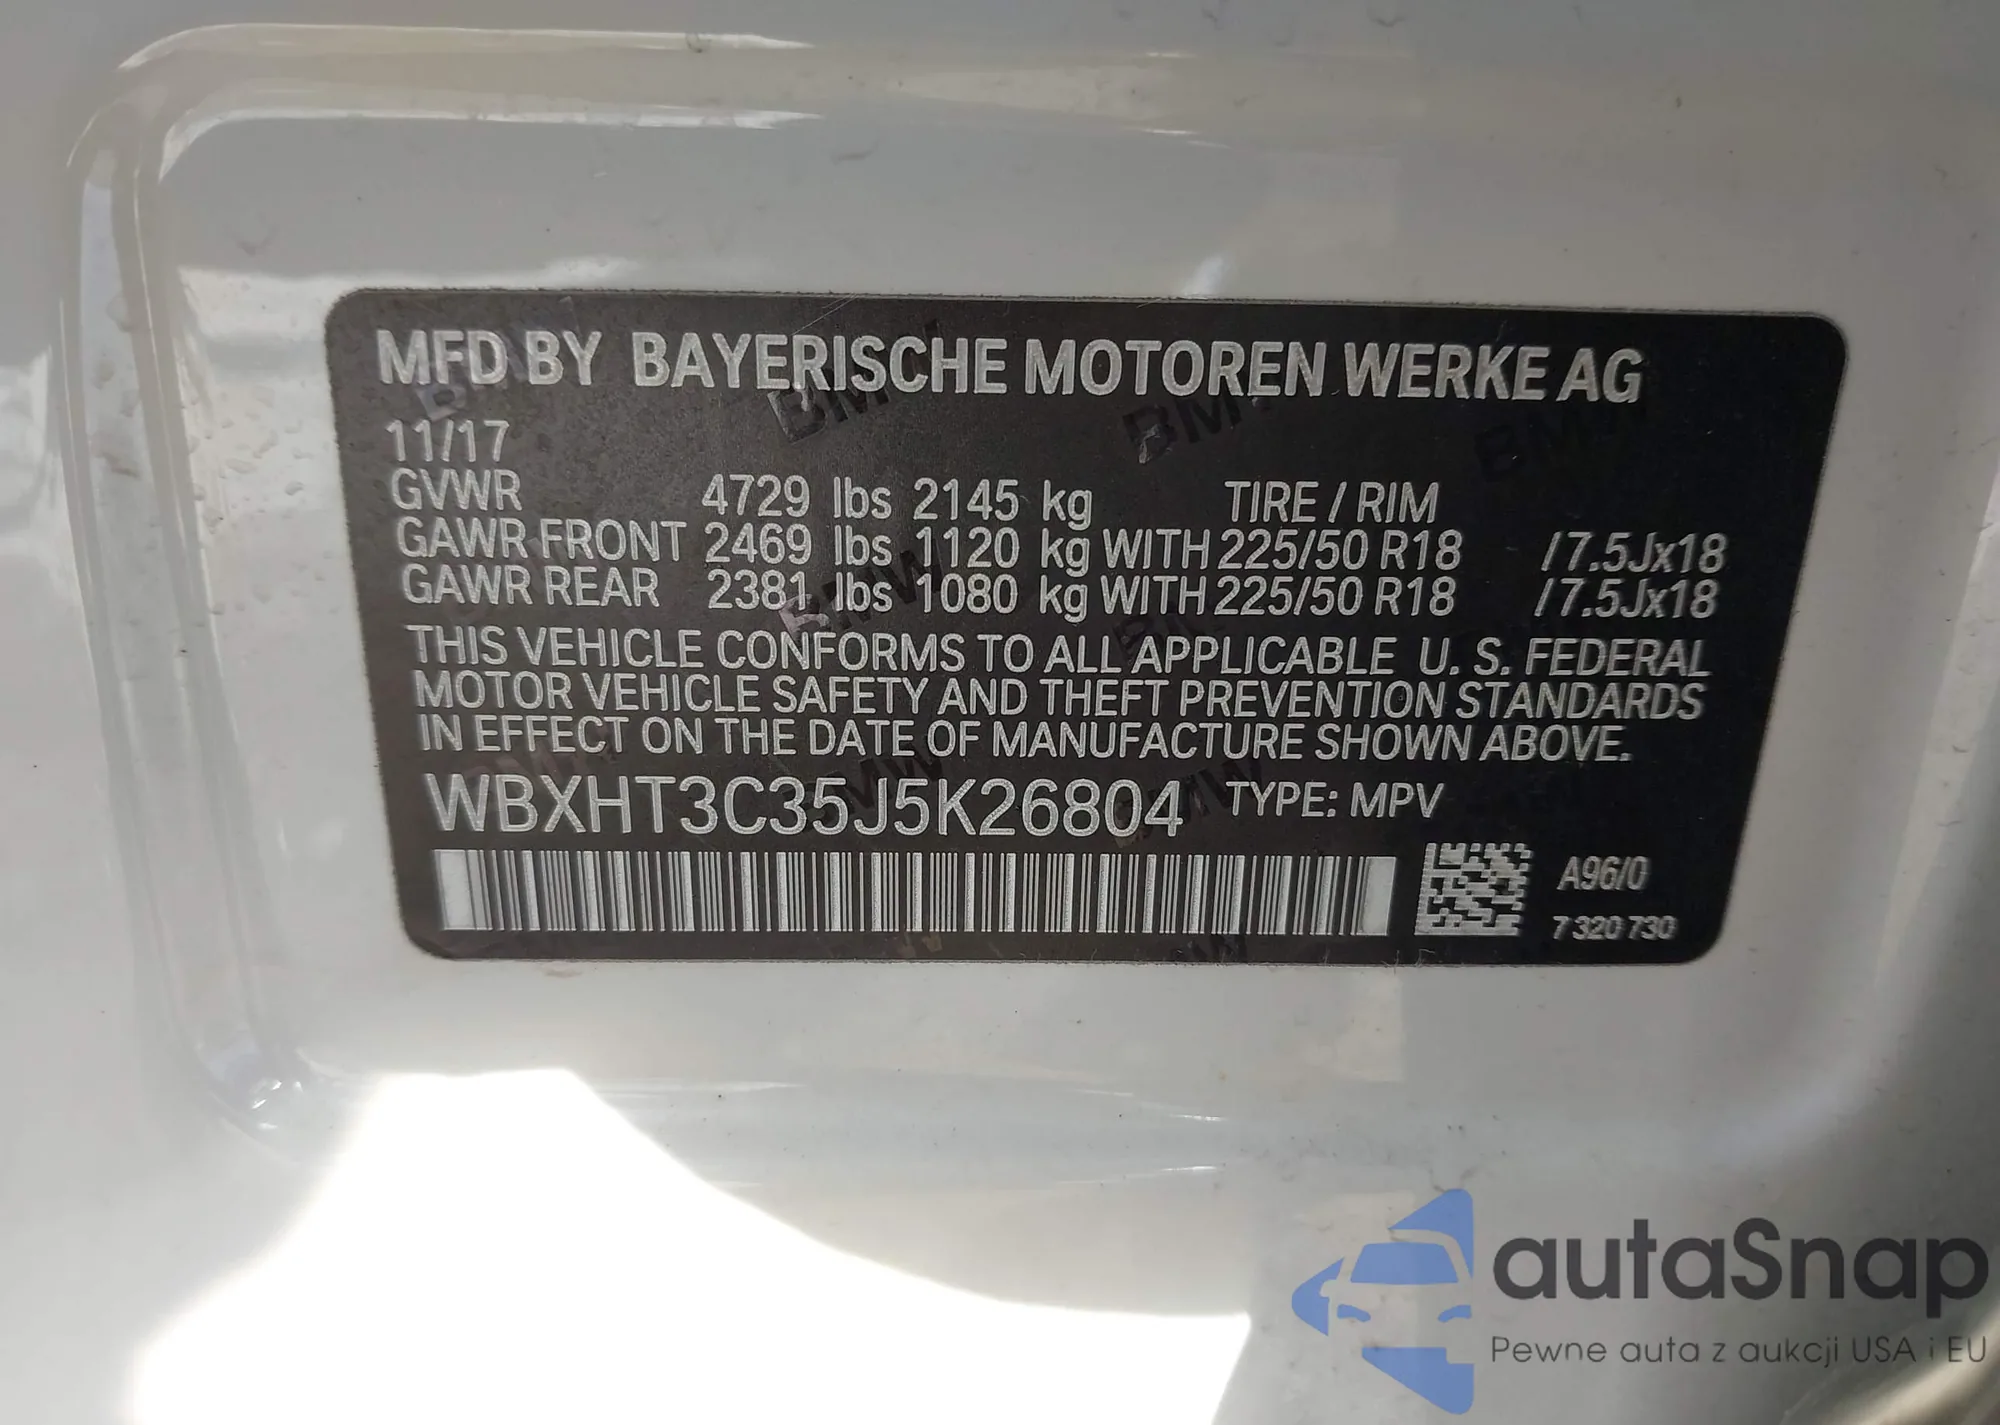 MFD BY BAYERISCHE MOTOREN WERKE AG
11/17
GVWR 4729 lbs 2145 kg TIRE / RIM
GAWR FRONT 2469 lbs 1120 kg WITH 225/50 R18 /7.5Jx18
GAWR REAR 2381 lbs 1080 kg WITH 225/50 R18 /7.5Jx18
THIS VEHICLE CONFORMS TO ALL APPLICABLE U. S. FEDERAL
MOTOR VEHICLE SAFETY AND THEFT PREVENTION STANDARDS
IN EFFECT ON THE DATE OF MANUFACTURE SHOWN ABOVE.
WBXHT3C35J5K26804 TYPE: MPV
A96/0
7 320 730
autaSnap
Pewne auta z aukcji USA i EU